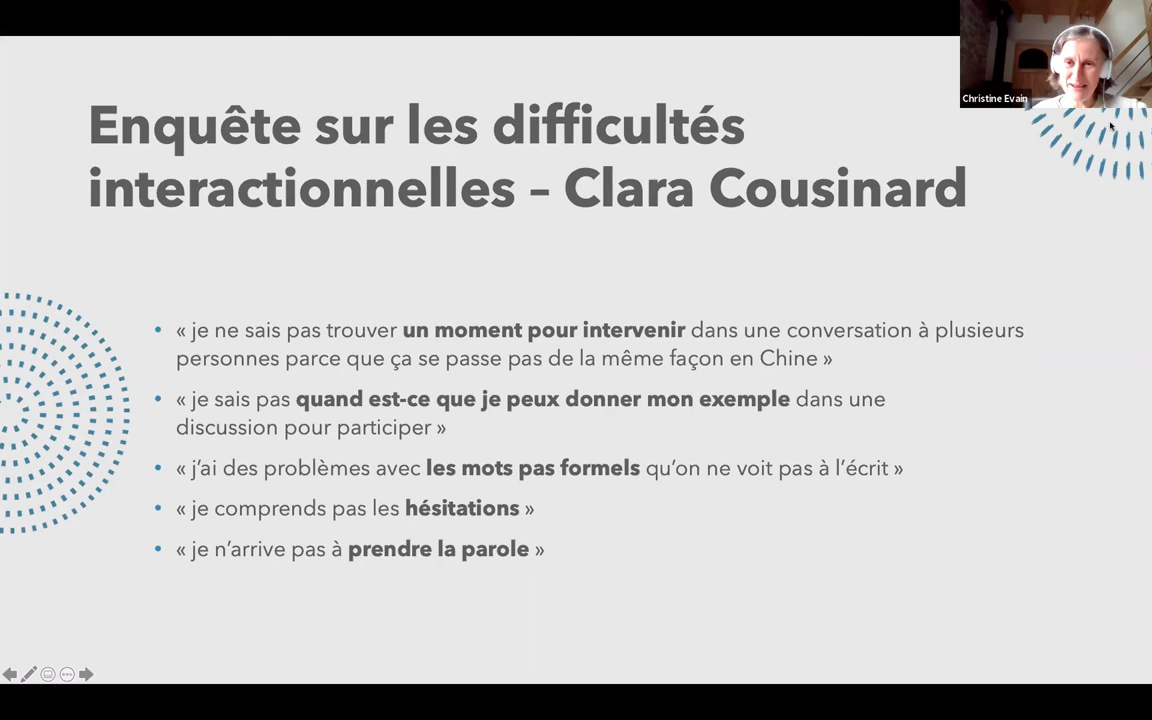 Christine Evain
Enquête sur les difficultés
interactionnelles – Clara Cousinard
• « je ne sais pas trouver un moment pour intervenir dans une conversation à plusieurs
personnes parce que ça se passe pas de la même façon en Chine »
• « je sais pas quand est-ce que je peux donner mon exemple dans une
discussion pour participer »
• « j’ai des problèmes avec les mots pas formels qu’on ne voit pas à l’écrit »
• « je comprends pas les hésitations »
• « je n’arrive pas à prendre la parole »